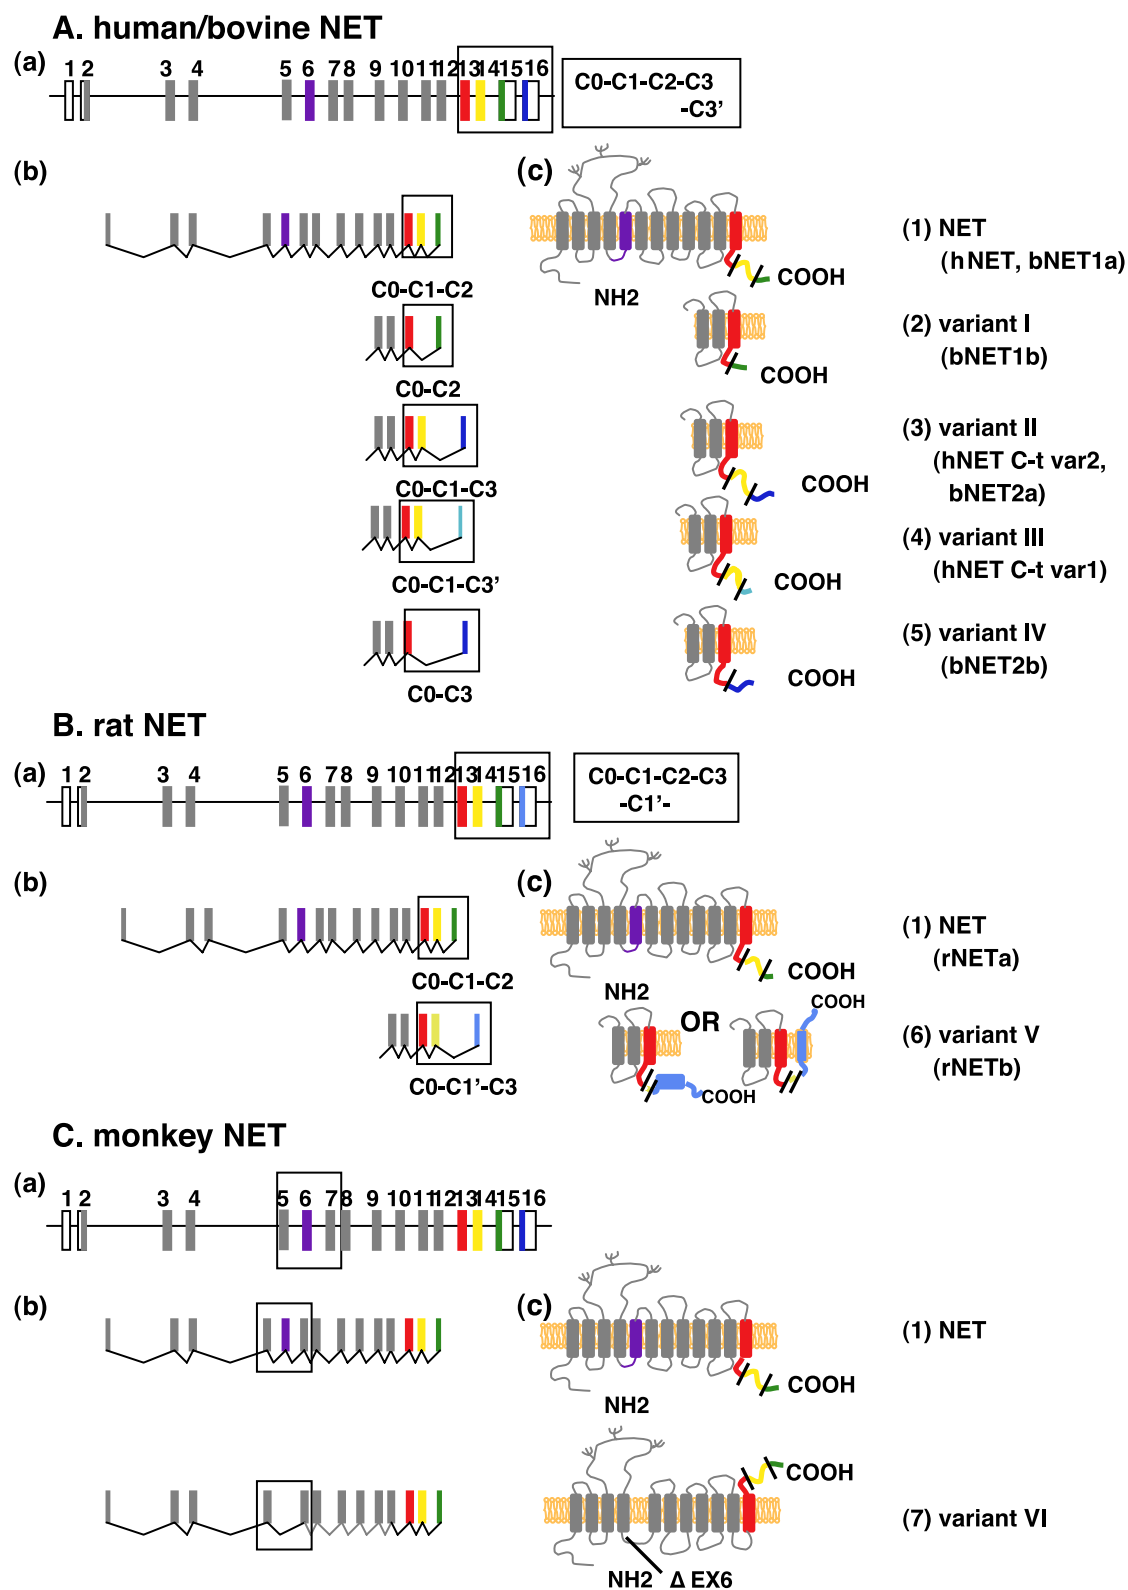 A. human/bovine NET
(a)
1 2 3 4 5 6 7 8 9 10 11 12 13 14 15 16
C0-C1-C2-C3
-C3’
(b)
(c)
C0-C1-C2
NH2
COOH
(1) NET
(hNET, bNET1a)
C0-C2
COOH
(2) variant I
(bNET1b)
C0-C1-C3
COOH
(3) variant II
(hNET C-t var2,
bNET2a)
C0-C1-C3’
COOH
(4) variant III
(hNET C-t var1)
C0-C3
COOH
(5) variant IV
(bNET2b)
B. rat NET
(a)
1 2 3 4 5 6 7 8 9 10 11 12 13 14 15 16
C0-C1-C2-C3
-C1’-
(b)
(c)
C0-C1-C2
NH2
COOH
(1) NET
(rNETa)
C0-C1’-C3
OR
COOH
COOH
(6) variant V
(rNETb)
C. monkey NET
(a)
1 2 3 4 5 6 7 8 9 10 11 12 13 14 15 16
(b)
(c)
NH2
COOH
(1) NET
COOH
NH2
Δ EX6
(7) variant VI